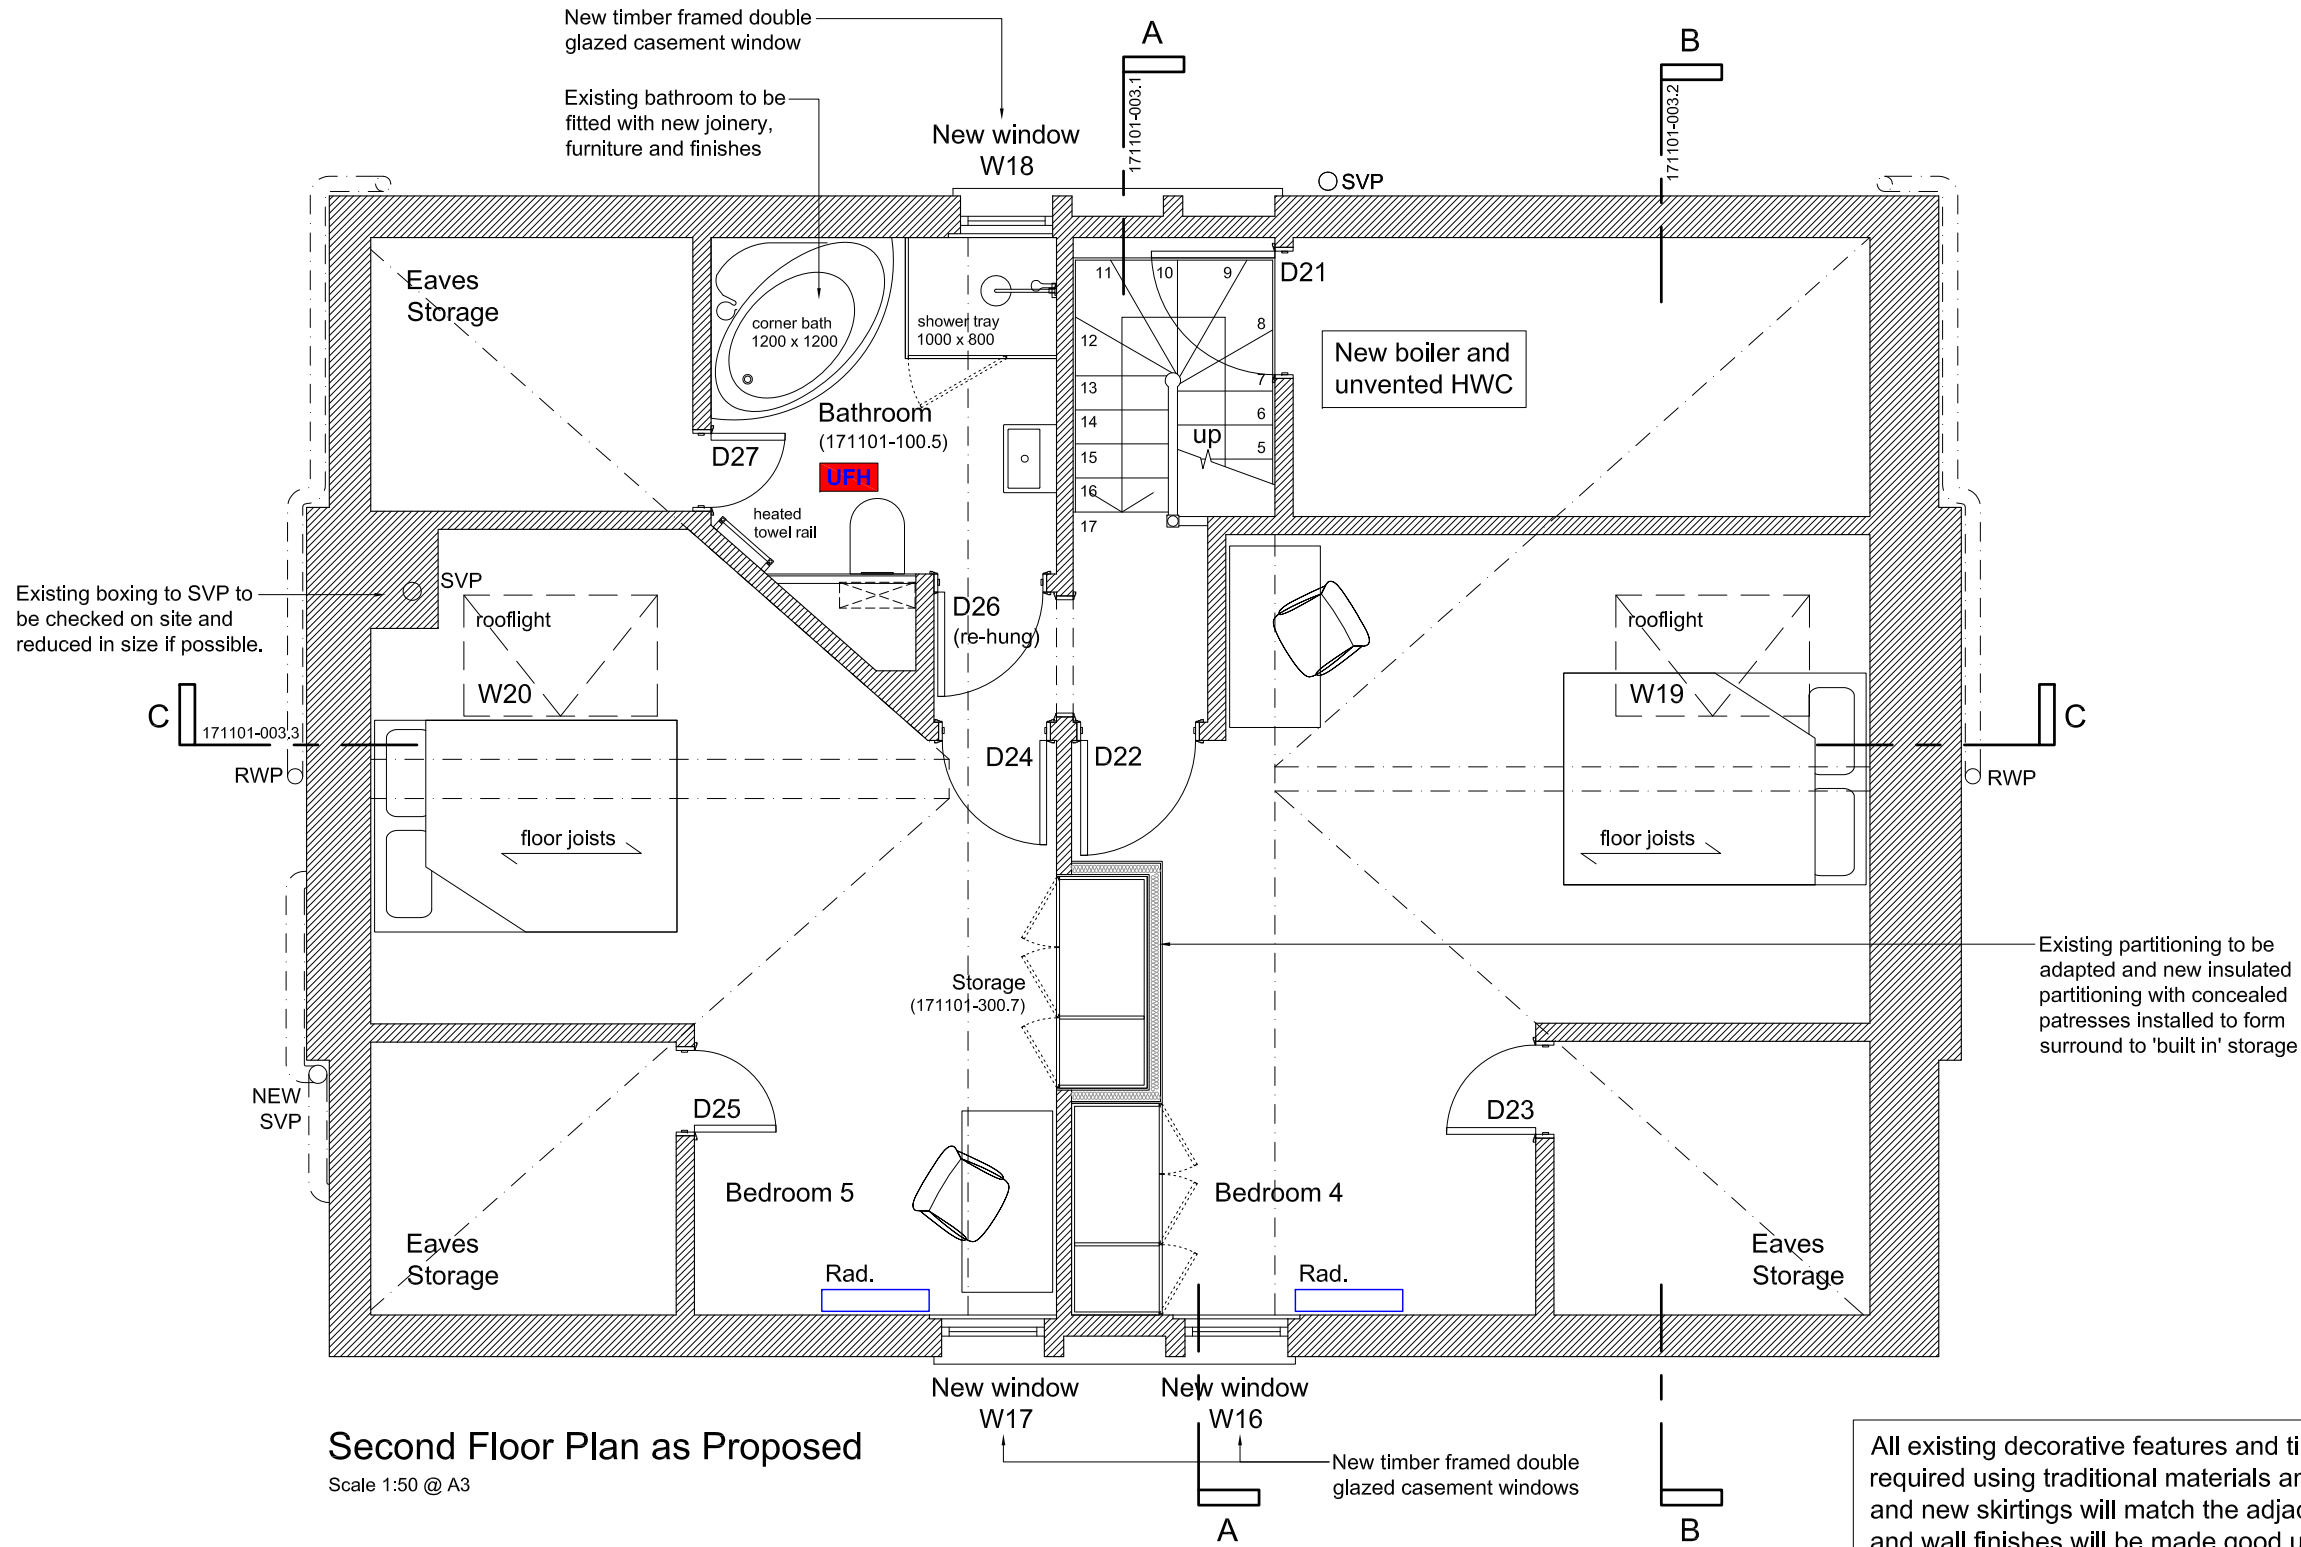 New timber framed double
glazed casement window
Existing bathroom to be
fitted with new joinery,
furniture and finishes
New window
W18
A
171101-003.1
B
171101-003.2
SVP
Eaves
Storage
corner bath
1200 x 1200
shower tray
1000 x 800
Bathroom
(171101-100.5)
UFH
D27
heated
towel rail
11
10
9
8
12
7
13
6
14
5
15
16
17
up
D21
New boiler and
unvented HWC
Existing boxing to SVP to
be checked on site and
reduced in size if possible.
SVP
rooflight
W20
D26
(re-hung)
rooflight
W19
C
171101-003.3
C
RWP
D24
D22
RWP
floor joists
floor joists
Storage
(171101-300.7)
Existing partitioning to be
adapted and new insulated
partitioning with concealed
patresses installed to form
surround to 'built in' storage
NEW
SVP
D25
D23
Bedroom 5
Bedroom 4
Eaves
Storage
Rad.
Rad.
Eaves
Storage
New window
W17
New window
W16
New timber framed double
glazed casement windows
A
B
Second Floor Plan as Proposed
Scale 1:50 @ A3
All existing decorative features and
required using traditional materials
and new skirtings will match the
and wall finishes will be made good